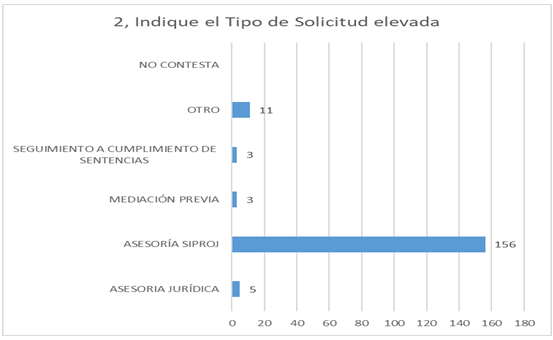 2, Indique el Tipo de Solicitud elevada
NO CONTESTA
OTRO 11
SEGUIMIENTO A CUMPLIMIENTO DE
SENTENCIAS 3
MEDIACIÓN PREVIA 3
ASESORÍA SIPROJ 156
ASESORIA JURÍDICA 5
0 20 40 60 80 100 120 140 160 180